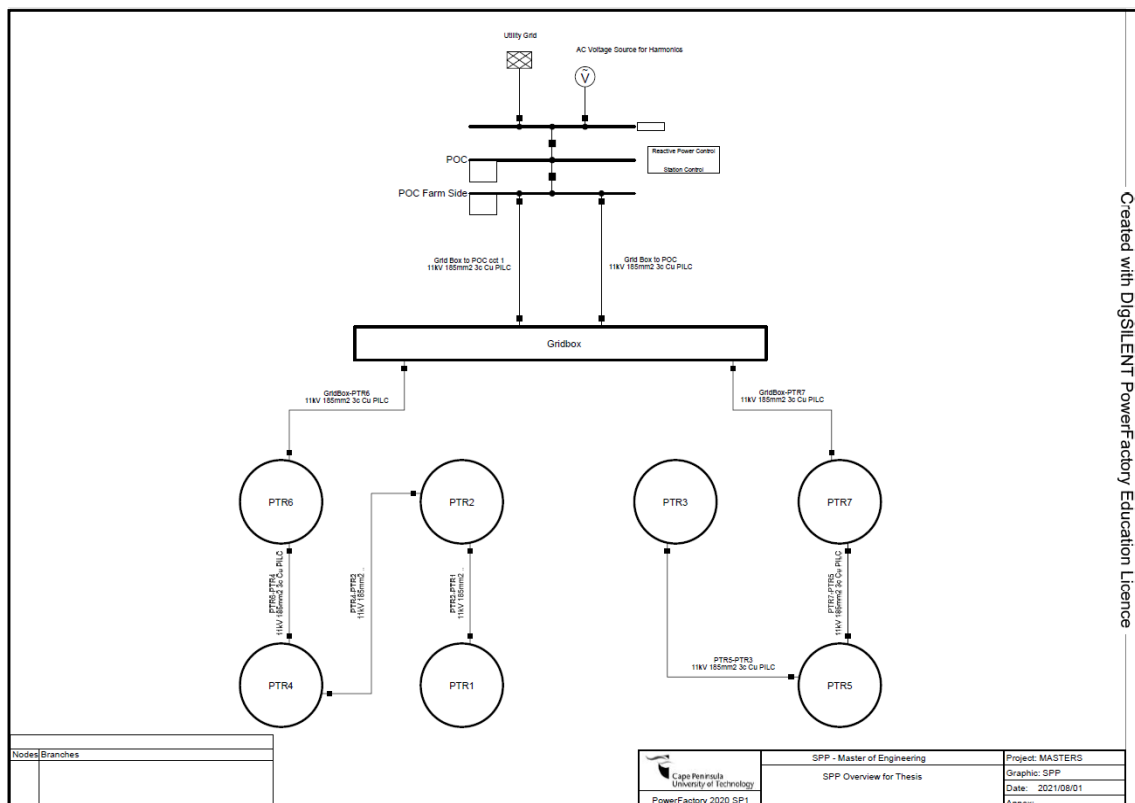 Utility Grid
AC Voltage Source for Harmonics
V
POC
Reactive Power Control
Station Control
POC Farm Side
Grid Box to POC cct 1
11kV 185mm2 3c Cu PILC
Grid Box to POC
11kV 185mm2 3c Cu PILC
Gridbox
GridBox-PTR6
11kV 185mm2 3c Cu PILC
GridBox-PTR7
11kV 185mm2 3c Cu PILC
PTR6
PTR2
PTR3
PTR7
PTR6-PTR4
11kV 185mm2 3c Cu PILC
PTR4-PTR2
11kV 185mm2 ..
PTR2-PTR1
11kV 185mm2 ..
PTR7-PTR5
11kV 185mm2 3c Cu PILC
PTR5-PTR3
11kV 185mm2 3c Cu PILC
PTR4
PTR1
PTR5
Created with DIgSILENT PowerFactory Education Licence
Nodes Branches
Cape Peninsula
University of Technology
PowerFactory 2020 SP1
SPP - Master of Engineering
SPP Overview for Thesis
Project: MASTERS
Graphic: SPP
Date: 2021/08/01